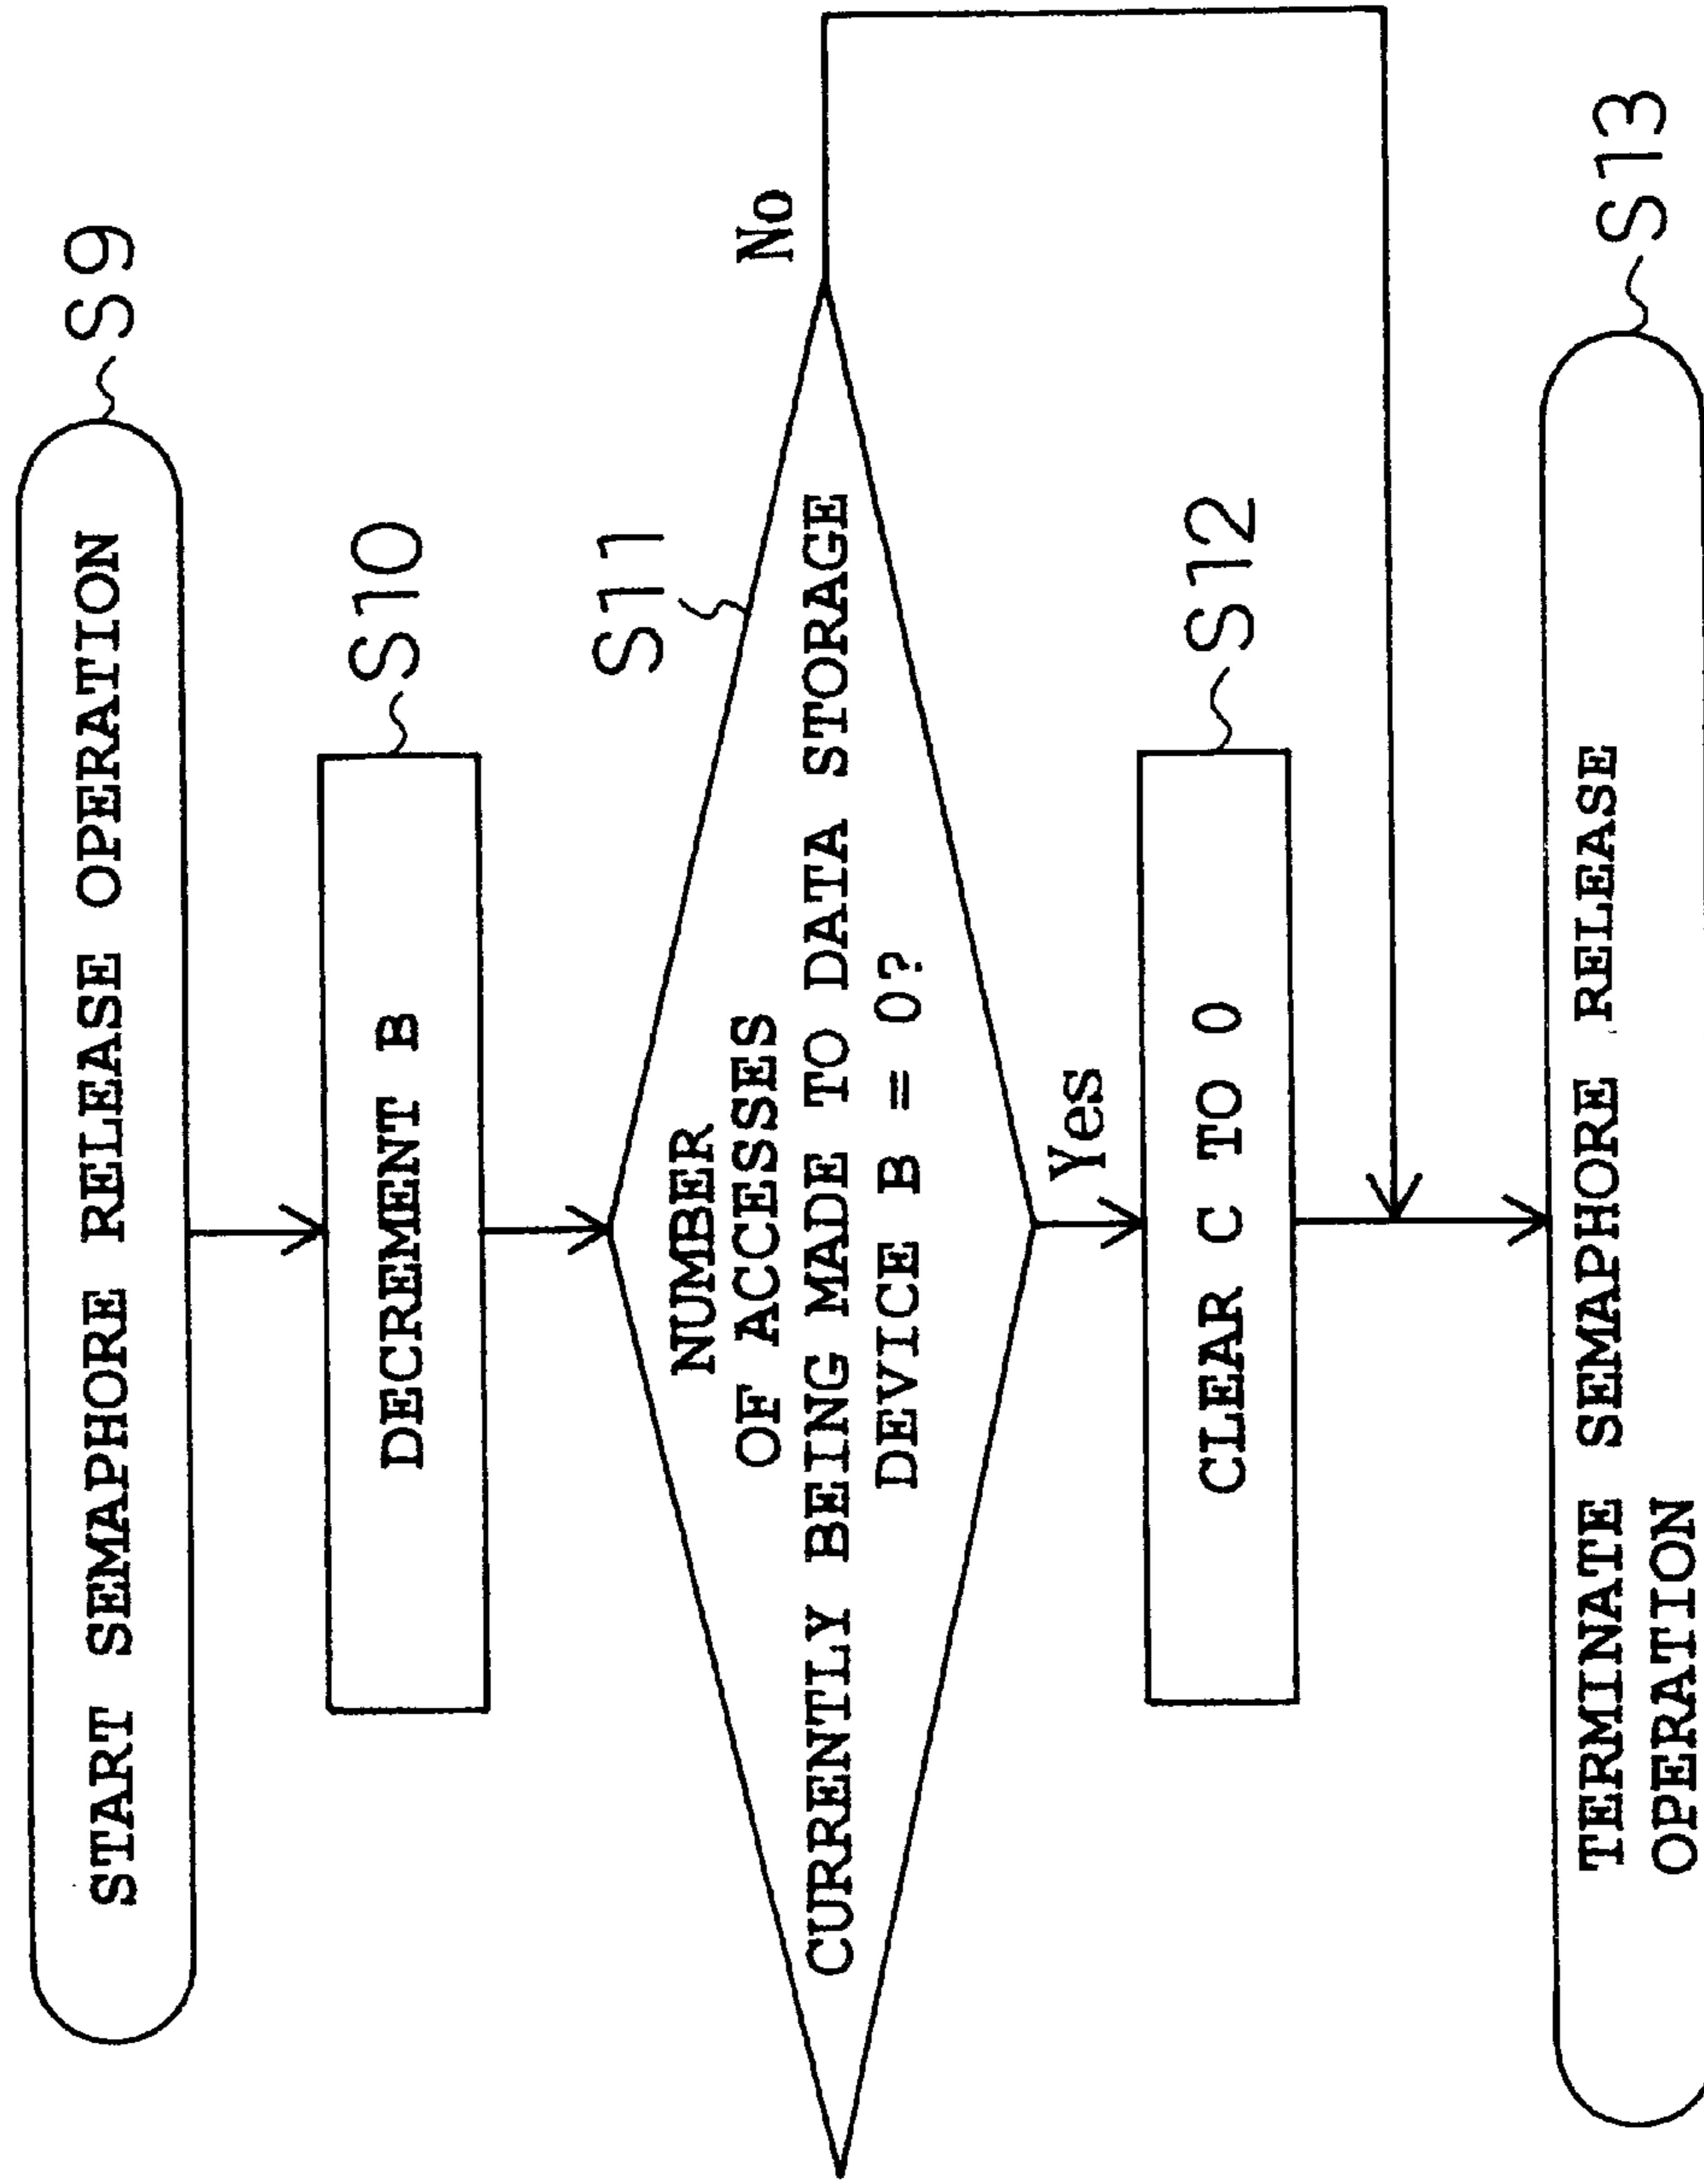 START SEMAPHORE RELEASE OPERATION
S9
DECREMENT B
S10
S11
NUMBER
OF ACCESSES
CURRENTLY BEING MADE TO DATA STORAGE
DEVICE B = 0?
No
Yes
CLEAR C TO 0
S12
TERMINATE SEMAPHORE RELEASE
OPERATION
S13